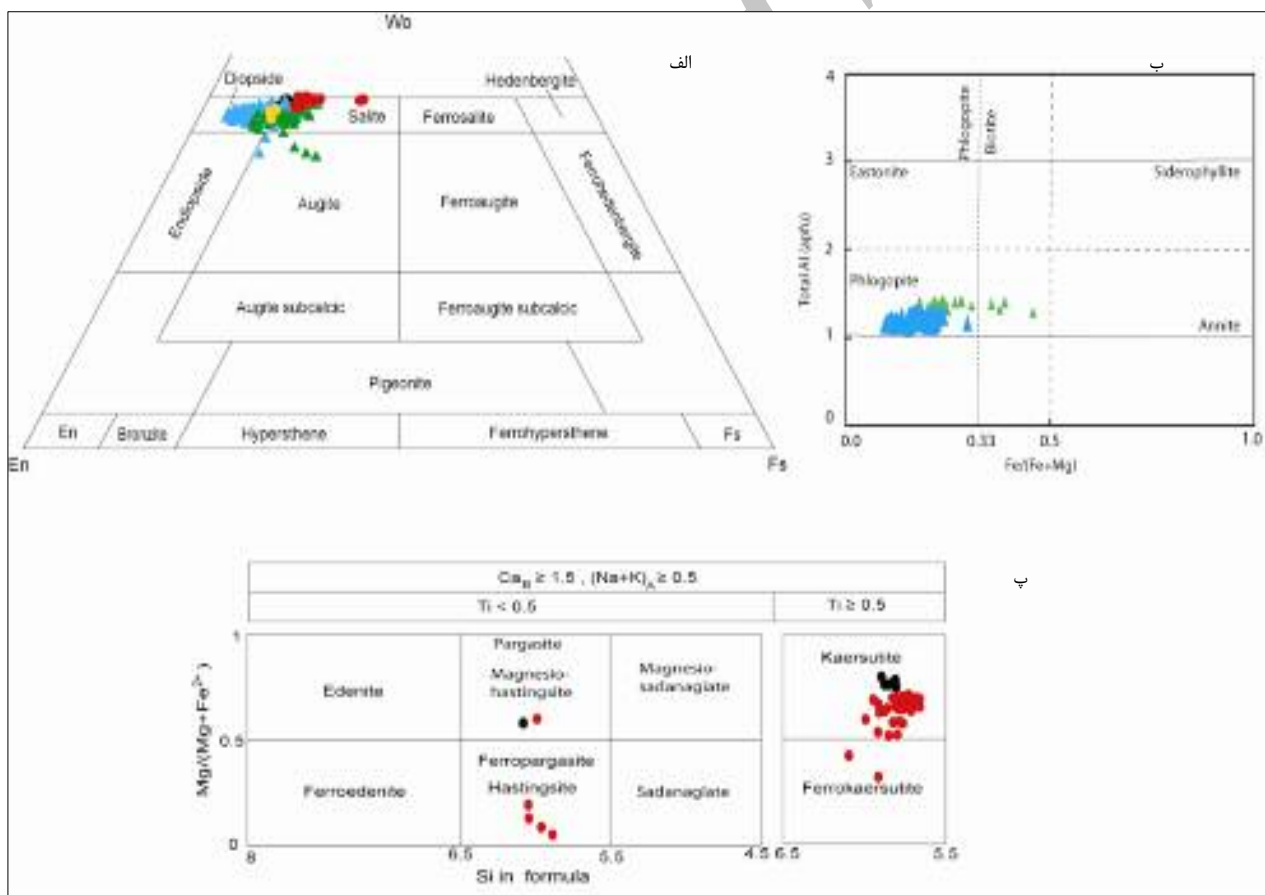 Wo
الف
Diopside
Hedenbergite
Salite
Ferrosalite
Endiopside
Augite
Ferroaugite
Ferrohedenbergite
Augite subcalcic
Ferroaugite subcalcic
Pigeonite
En
Bronzite
Hypersthene
Ferrohypersthene
Fs
En
Fs
ب
4
3
2
1
0
Total Al (apfu)
Phlogopite
Biotite
Eastonite
Siderophyllite
Phlogopite
Annite
0.0
0.33
0.5
1.0
Fe/(Fe+Mg)
پ
Ca_B ≥ 1.5 , (Na+K)_A ≥ 0.5
Ti < 0.5
Ti ≥ 0.5
Mg/(Mg+Fe²⁺)
1
0.5
0
Edenite
Pargasite
Magnesio-
hastingsite
Magnesio-
sadanagiate
Kaersutite
Ferroedenite
Ferropargasite
Hastingsite
Sadanagiate
Ferrokaersutite
8
6.5
5.5
4.5
6.5
5.5
Si in formula